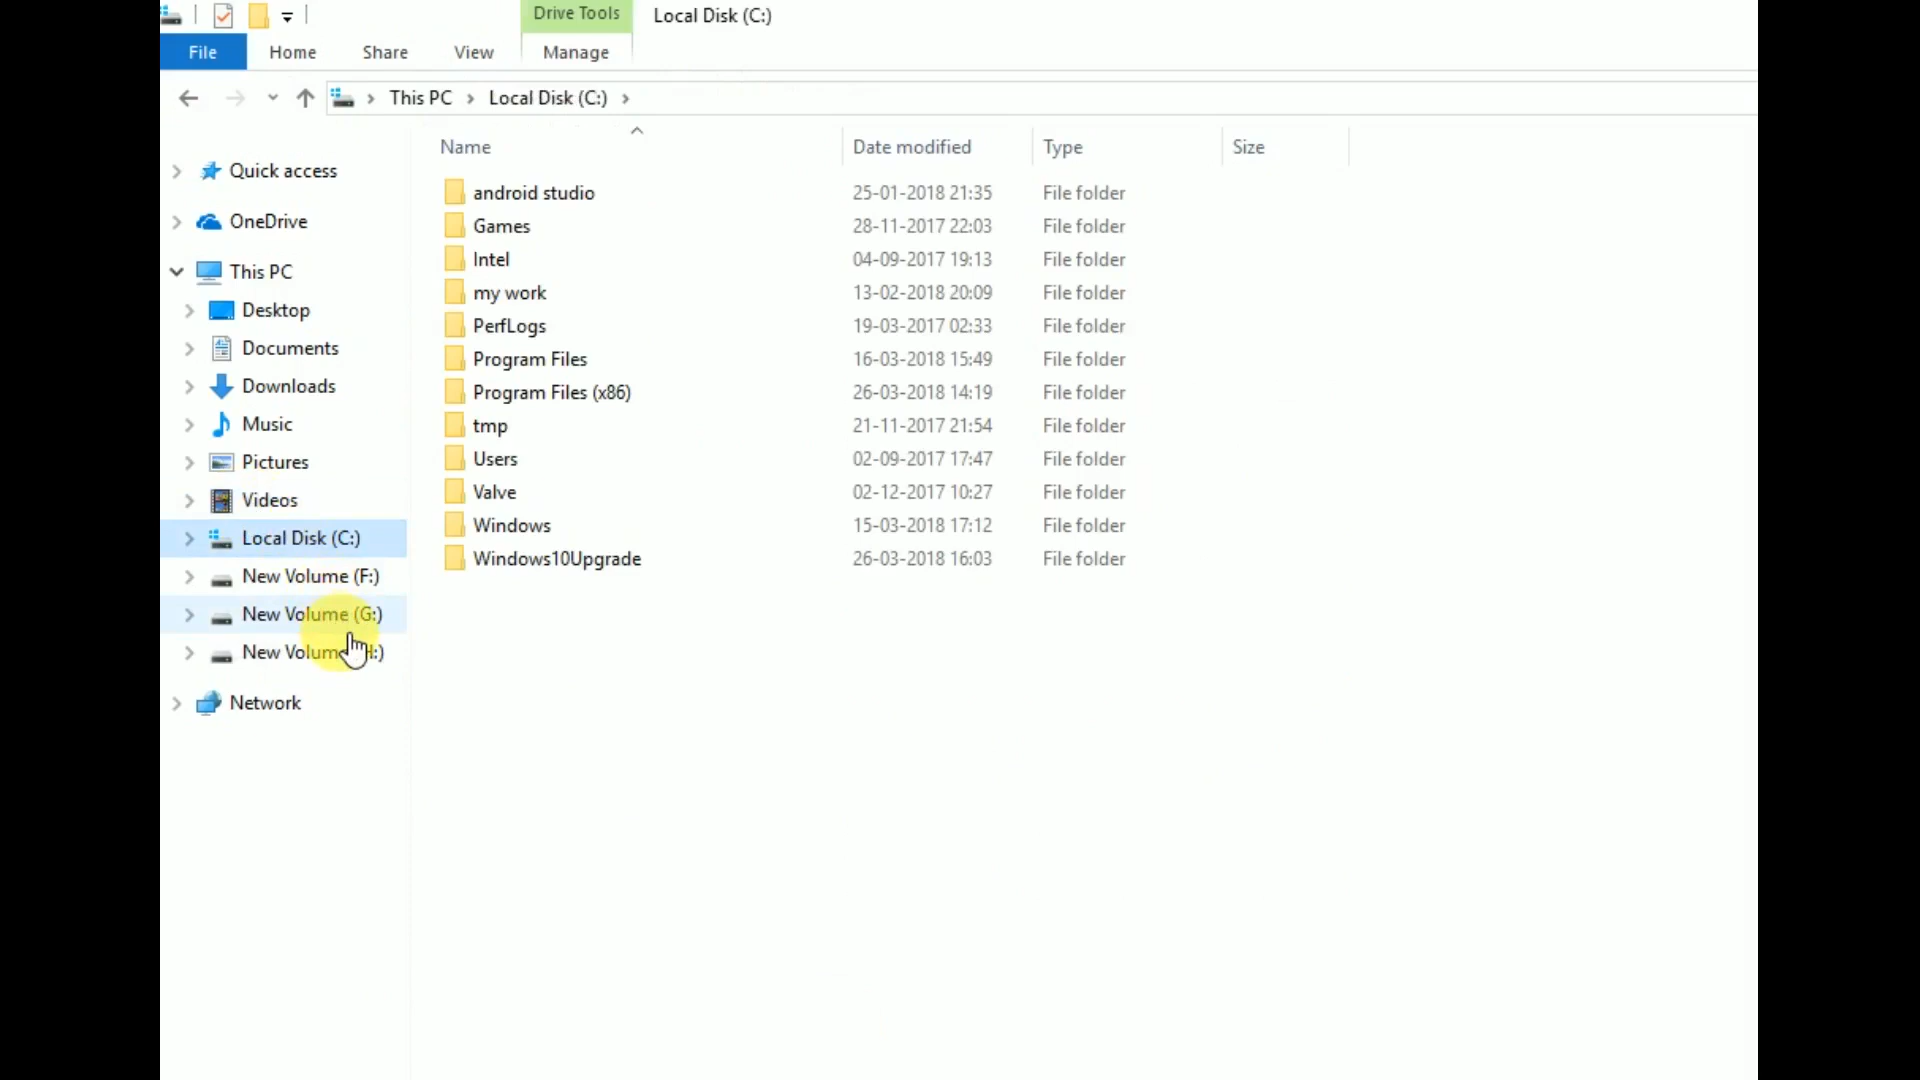 Drive Tools
Local Disk (C:)
File
Home
Share
View
Manage
This PC
Local Disk (C:)
Name
Date modified
Type
Size
Quick access
OneDrive
This PC
Desktop
Documents
Downloads
Music
Pictures
Videos
Local Disk (C:)
New Volume (F:)
New Volume (G:)
New :)
Network
android studio 25-01-2018 21:35 File folder
Games 28-11-2017 22:03 File folder
Intel 04-09-2017 19:13 File folder
my work 13-02-2018 20:09 File folder
PerfLogs 19-03-2017 02:33 File folder
Program Files 16-03-2018 15:49 File folder
Program Files (x86) 26-03-2018 14:19 File folder
tmp 21-11-2017 21:54 File folder
Users 02-09-2017 17:47 File folder
Valve 02-12-2017 10:27 File folder
Windows 15-03-2018 17:12 File folder
Windows10Upgrade 26-03-2018 16:03 File folder